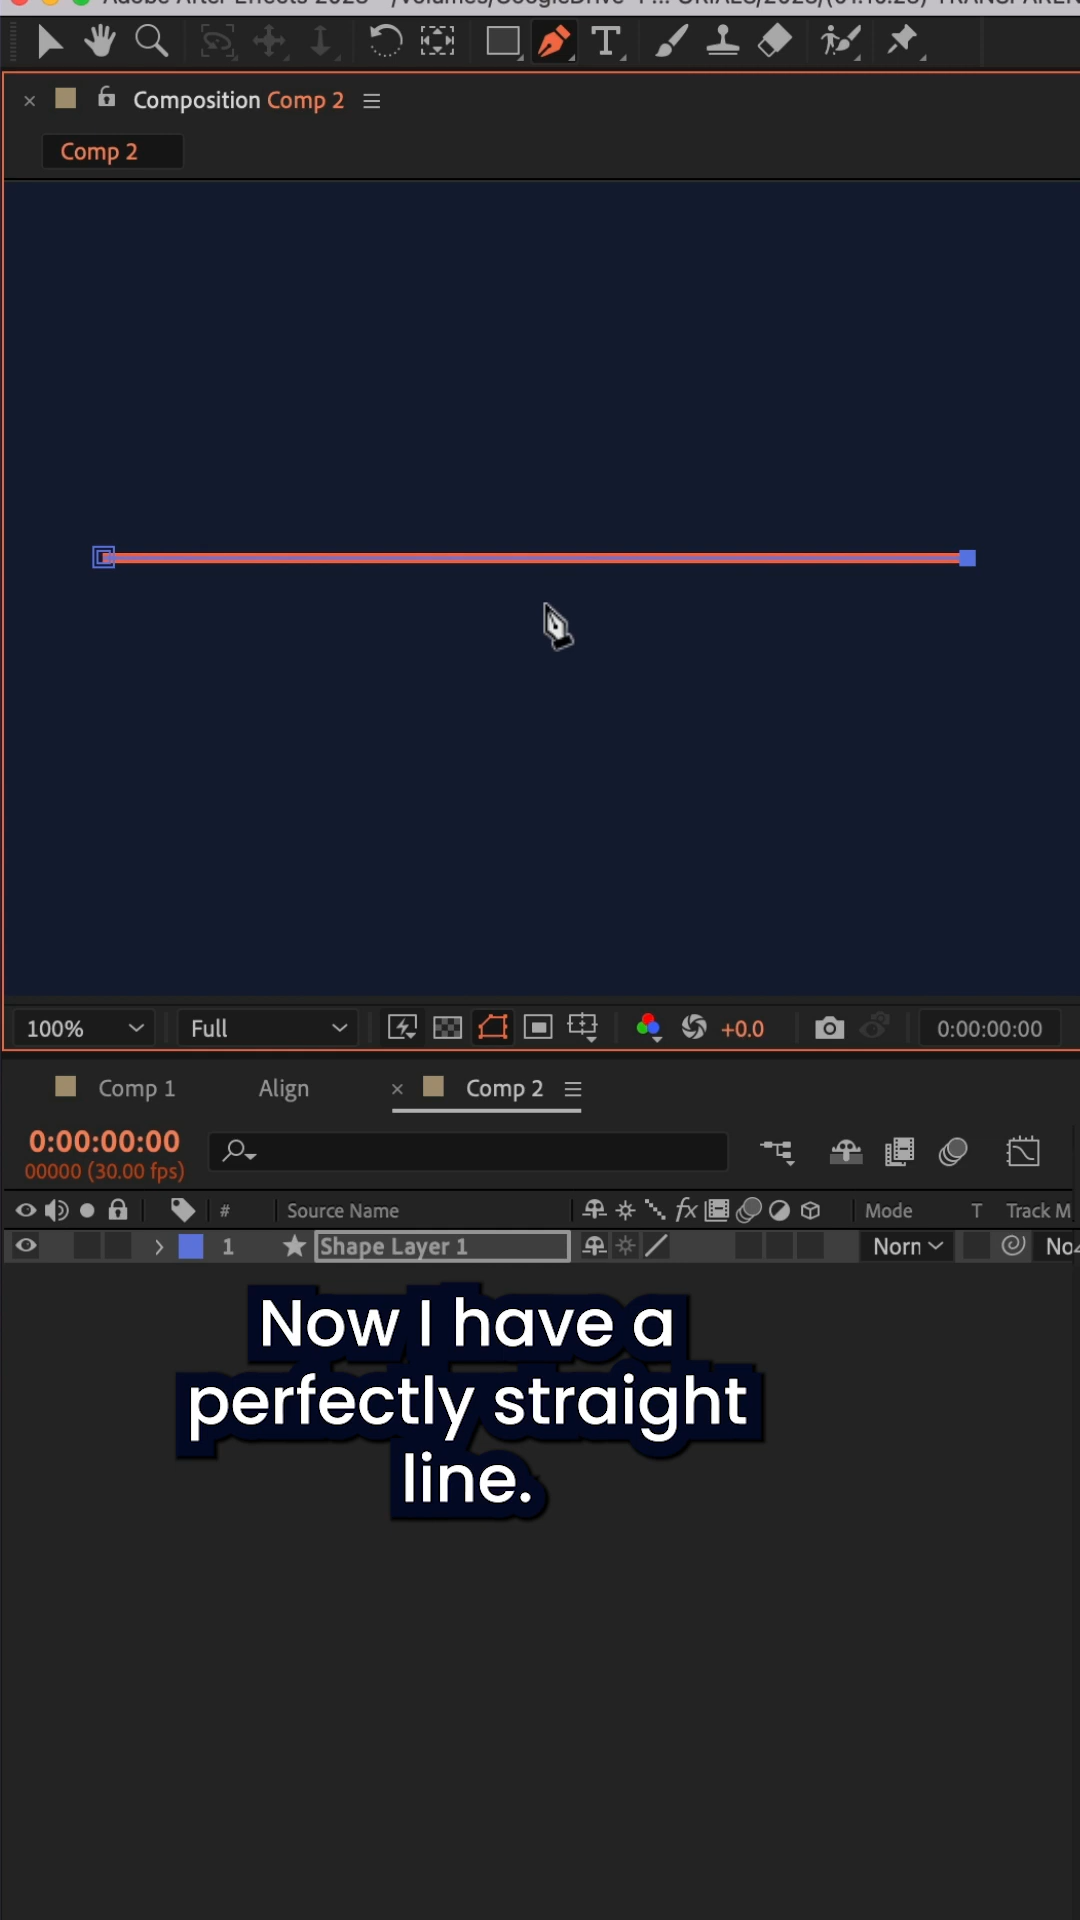 Composition Comp 2
Comp 2
100%
Full
+0.0
0:00:00:00
Comp 1
Align
Comp 2
0:00:00:00
00000 (30.00 fps)
#
Source Name
fx
Mode
T
Track M
1
Shape Layer 1
Norn
No
Now I have a
perfectly straight
line.